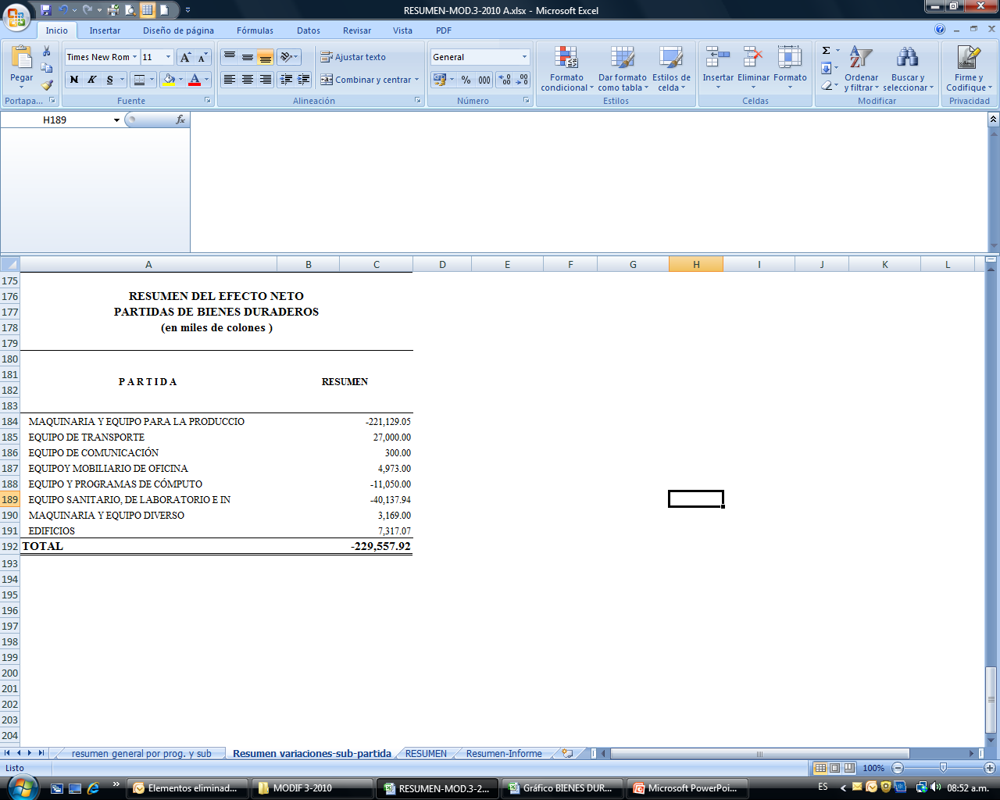 RESUMEN-MOD.3-2010 A.xlsx - Microsoft Excel
Inicio Insertar Diseño de página Fórmulas Datos Revisar Vista PDF
Pegar
Portapa...
Times New Rom 11
N K S
Fuente
Ajustar texto
Combinar y centrar
Alineación
General
% 000
Número
Formato condicional
Dar formato como tabla
Estilos de celda
Estilos
Insertar Eliminar Formato
Celdas
Σ
Ordenar y filtrar
Buscar y seleccionar
Modificar
Firme y Codifique
Privacidad
H189 fx
A B C D E F G H I J K L
175
176 RESUMEN DEL EFECTO NETO
177 PARTIDAS DE BIENES DURADEROS
178 (en miles de colones )
179
180
181
P A R T I D A RESUMEN
182
183
184 MAQUINARIA Y EQUIPO PARA LA PRODUCCIO -221,129.05
185 EQUIPO DE TRANSPORTE 27,000.00
186 EQUIPO DE COMUNICACIÓN 300.00
187 EQUIPOY MOBILIARIO DE OFICINA 4,973.00
188 EQUIPO Y PROGRAMAS DE CÓMPUTO -11,050.00
189 EQUIPO SANITARIO, DE LABORATORIO E IN -40,137.94
190 MAQUINARIA Y EQUIPO DIVERSO 3,169.00
191 EDIFICIOS 7,317.07
192 TOTAL -229,557.92
193
194
195
196
197
198
199
200
201
202
203
204
resumen general por prog. y sub Resumen variaciones-sub-partida RESUMEN Resumen-Informe
Listo 100%
Elementos eliminad... MODIF 3-2010 RESUMEN-MOD.3-2... Gráfico BIENES DUR... Microsoft PowerPoi... ES 08:52 a.m.